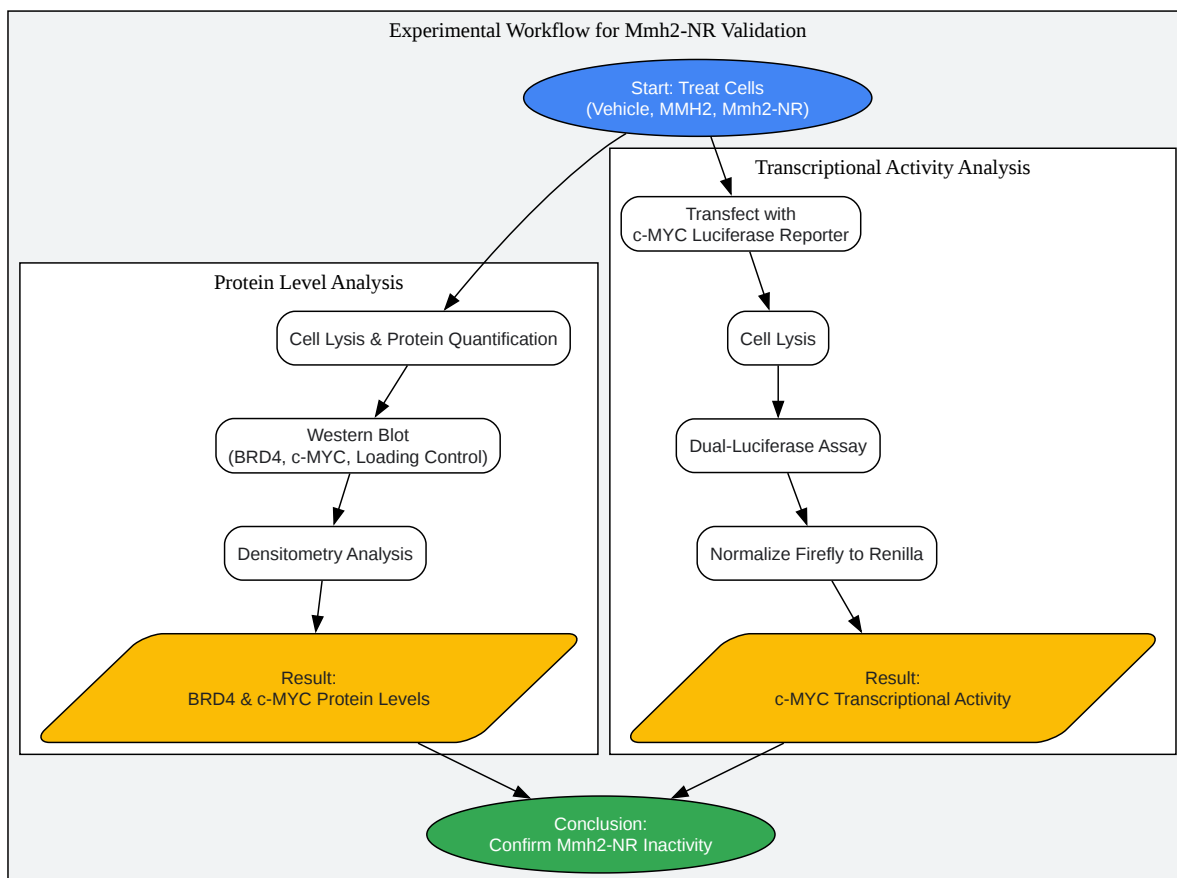 Experimental Workflow for Mmh2-NR Validation
Start: Treat Cells
(Vehicle, MMH2, Mmh2-NR)
Transcriptional Activity Analysis
Transfect with
c-MYC Luciferase Reporter
Cell Lysis
Dual-Luciferase Assay
Normalize Firefly to Renilla
Result:
c-MYC Transcriptional Activity
Protein Level Analysis
Cell Lysis & Protein Quantification
Western Blot
(BRD4, c-MYC, Loading Control)
Densitometry Analysis
Result:
BRD4 & c-MYC Protein Levels
Conclusion:
Confirm Mmh2-NR Inactivity